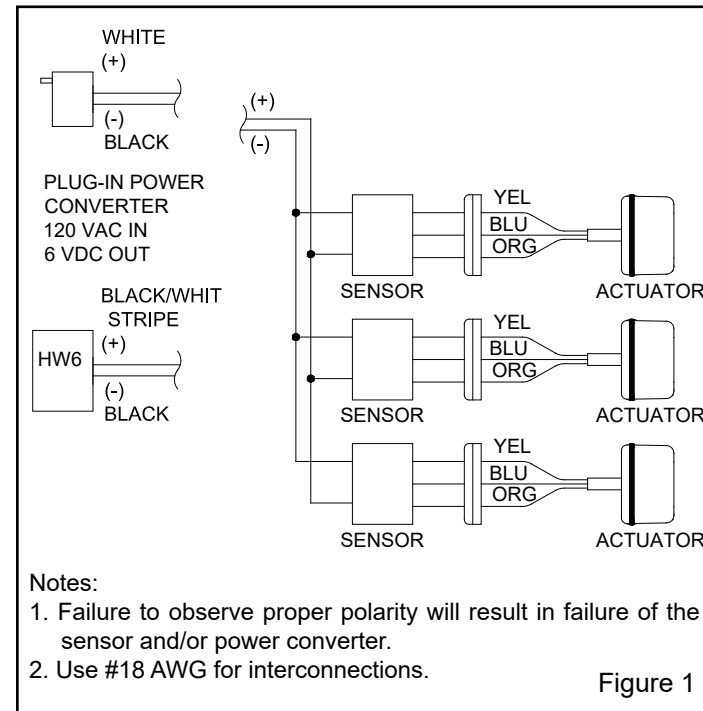 WHITE
(+)
(-)
BLACK
PLUG-IN POWER
CONVERTER
120 VAC IN
6 VDC OUT
BLACK/WHIT
STRIPE
(+)
HW6
(-)
BLACK
(+)
(-)
YEL
BLU
ORG
SENSOR
ACTUATOR
YEL
BLU
ORG
SENSOR
ACTUATOR
YEL
BLU
ORG
SENSOR
ACTUATOR
Notes:
1. Failure to observe proper polarity will result in failure of the
sensor and/or power converter.
2. Use #18 AWG for interconnections.
Figure 1